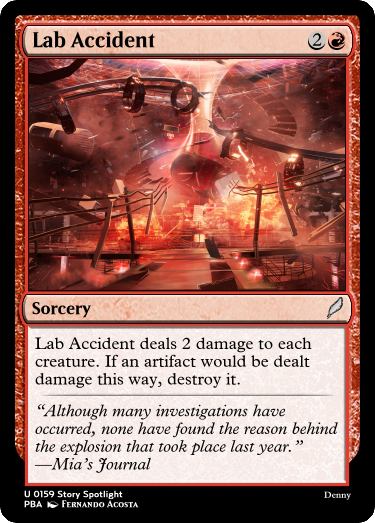 Lab Accident 2
Sorcery
Lab Accident deals 2 damage to each
creature. If an artifact would be dealt
damage this way, destroy it.
“Although many investigations have
occurred, none have found the reason behind
the explosion that took place last year.”
—Mia’s Journal
U 0159 Story Spotlight
PBA Fernando Acosta
Denny